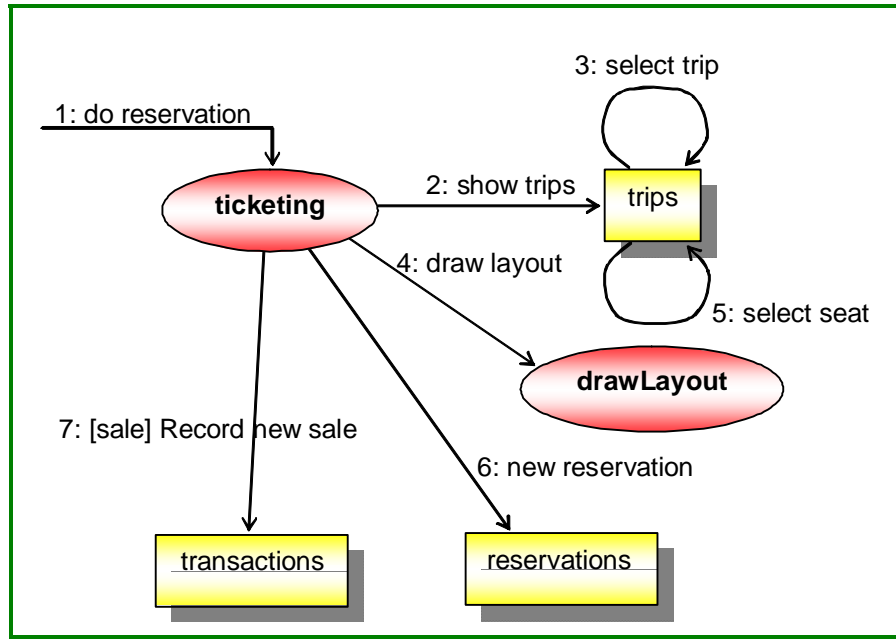 3: select trip
1: do reservation
ticketing
2: show trips
trips
4: draw layout
5: select seat
drawLayout
7: [sale] Record new sale
6: new reservation
transactions
reservations